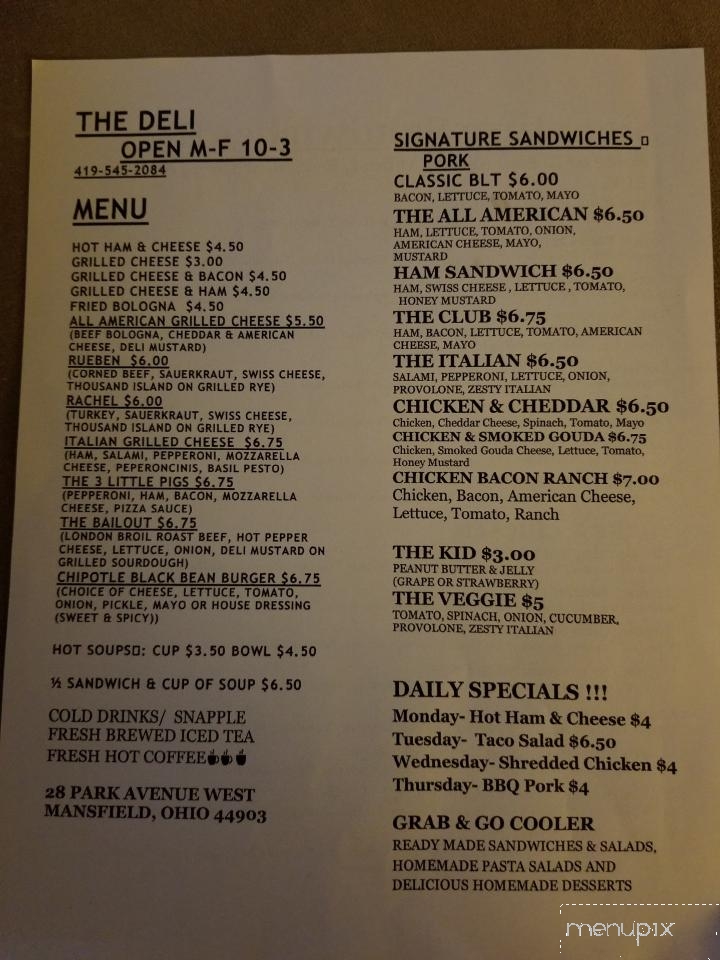 THE DELI
OPEN M-F 10-3
419-545-2084
MENU
HOT HAM & CHEESE $4.50
GRILLED CHEESE $3.00
GRILLED CHEESE & BACON $4.50
GRILLED CHEESE & HAM $4.50
FRIED BOLOGNA $4.50
ALL AMERICAN GRILLED CHEESE $5.50
(BEEF BOLOGNA, CHEDDAR & AMERICAN
CHEESE, DELI MUSTARD)
RUEBEN $6.00
(CORNED BEEF, SAUERKRAUT, SWISS CHEESE,
THOUSAND ISLAND ON GRILLED RYE)
RACHEL $6.00
(TURKEY, SAUERKRAUT, SWISS CHEESE,
THOUSAND ISLAND ON GRILLED RYE)
ITALIAN GRILLED CHEESE $6.75
(HAM, SALAMI, PEPPERONI, MOZZARELLA
CHEESE, PEPERONCINIS, BASIL PESTO)
THE 3 LITTLE PIGS $6.75
(PEPPERONI, HAM, BACON, MOZZARELLA
CHEESE, PIZZA SAUCE)
THE BAILOUT $6.75
(LONDON BROIL ROAST BEEF, HOT PEPPER
CHEESE, LETTUCE, ONION, DELI MUSTARD ON
GRILLED SOURDOUGH)
CHIPOTLE BLACK BEAN BURGER $6.75
(CHOICE OF CHEESE, LETTUCE, TOMATO,
ONION, PICKLE, MAYO OR HOUSE DRESSING
(SWEET & SPICY))
HOT SOUPS▯: CUP $3.50 BOWL $4.50
½ SANDWICH & CUP OF SOUP $6.50
COLD DRINKS/ SNAPPLE
FRESH BREWED ICED TEA
FRESH HOT COFFEE☕☕☕
28 PARK AVENUE WEST
MANSFIELD, OHIO 44903
SIGNATURE SANDWICHES ▯
PORK
CLASSIC BLT $6.00
BACON, LETTUCE, TOMATO, MAYO
THE ALL AMERICAN $6.50
HAM, LETTUCE, TOMATO, ONION,
AMERICAN CHEESE, MAYO,
MUSTARD
HAM SANDWICH $6.50
HAM, SWISS CHEESE , LETTUCE , TOMATO,
HONEY MUSTARD
THE CLUB $6.75
HAM, BACON, LETTUCE, TOMATO, AMERICAN
CHEESE, MAYO
THE ITALIAN $6.50
SALAMI, PEPPERONI, LETTUCE, ONION,
PROVOLONE, ZESTY ITALIAN
CHICKEN & CHEDDAR $6.50
Chicken, Cheddar Cheese, Spinach, Tomato, Mayo
CHICKEN & SMOKED GOUDA $6.75
Chicken, Smoked Gouda Cheese, Lettuce, Tomato,
Honey Mustard
CHICKEN BACON RANCH $7.00
Chicken, Bacon, American Cheese,
Lettuce, Tomato, Ranch
THE KID $3.00
PEANUT BUTTER & JELLY
(GRAPE OR STRAWBERRY)
THE VEGGIE $5
TOMATO, SPINACH, ONION, CUCUMBER,
PROVOLONE, ZESTY ITALIAN
DAILY SPECIALS !!!
Monday- Hot Ham & Cheese $4
Tuesday- Taco Salad $6.50
Wednesday- Shredded Chicken $4
Thursday- BBQ Pork $4
GRAB & GO COOLER
READY MADE SANDWICHES & SALADS,
HOMEMADE PASTA SALADS AND
DELICIOUS HOMEMADE DESSERTS
menupix